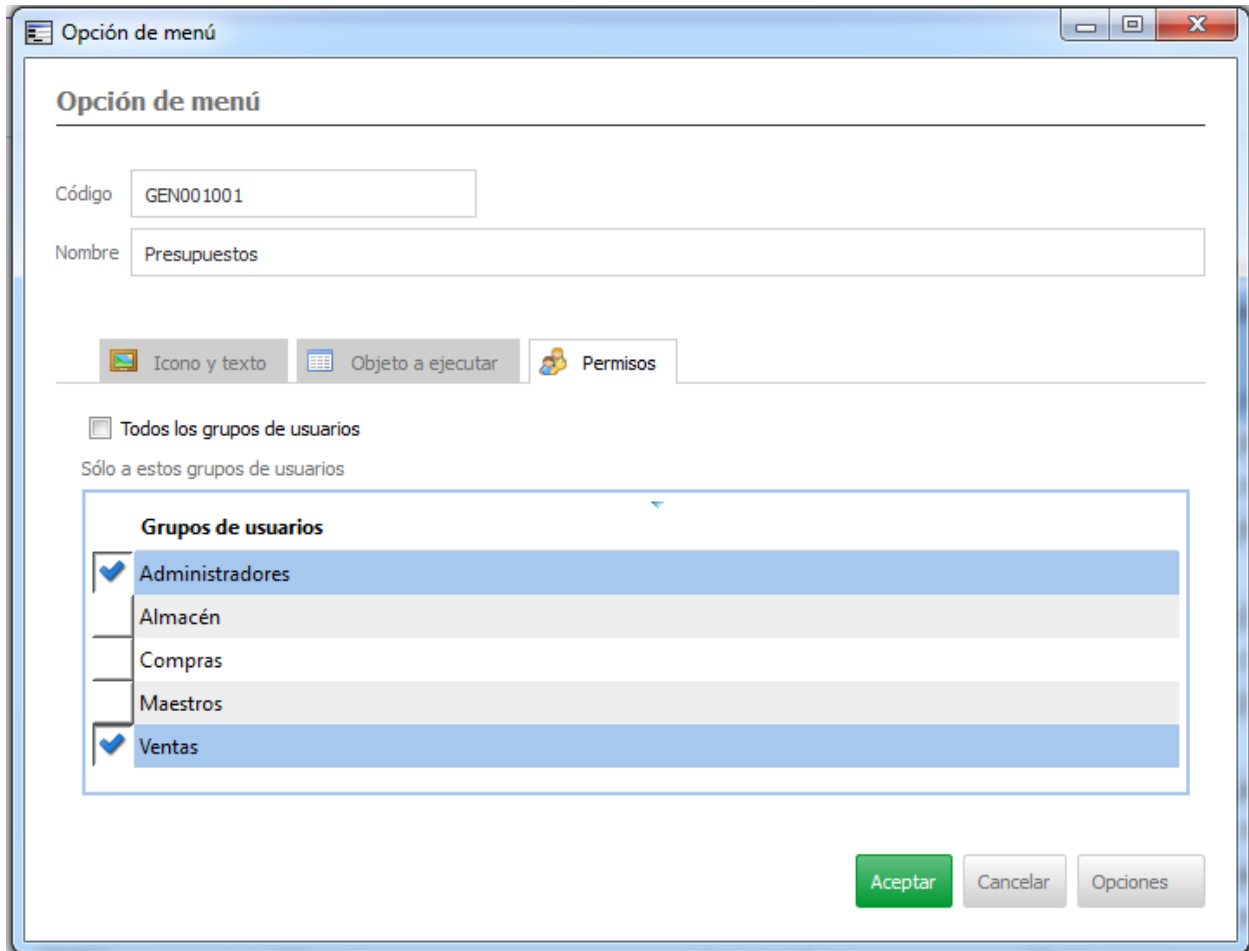 Opción de menú
Opción de menú
Código GEN001001
Nombre Presupuestos
Icono y texto Objeto a ejecutar Permisos
Todos los grupos de usuarios
Sólo a estos grupos de usuarios
Grupos de usuarios
Administradores
Almacén
Compras
Maestros
Ventas
Aceptar Cancelar Opciones